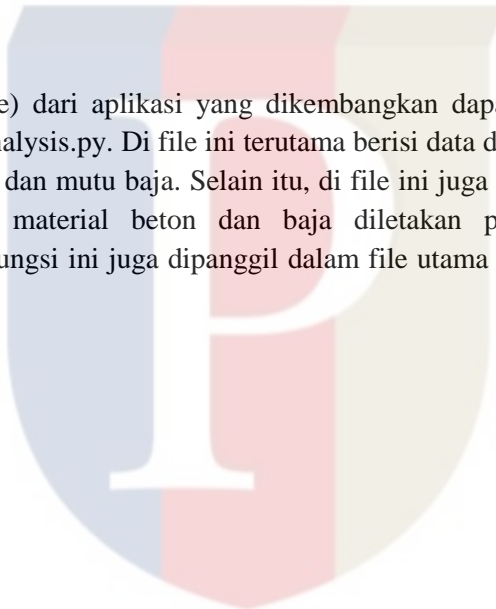 e) dari aplikasi yang dikembangkan dapa
alysis.py. Di file ini terutama berisi data d
dan mutu baja. Selain itu, di file ini juga
material beton dan baja diletakan p
ungsi ini juga dipanggil dalam file utama
P